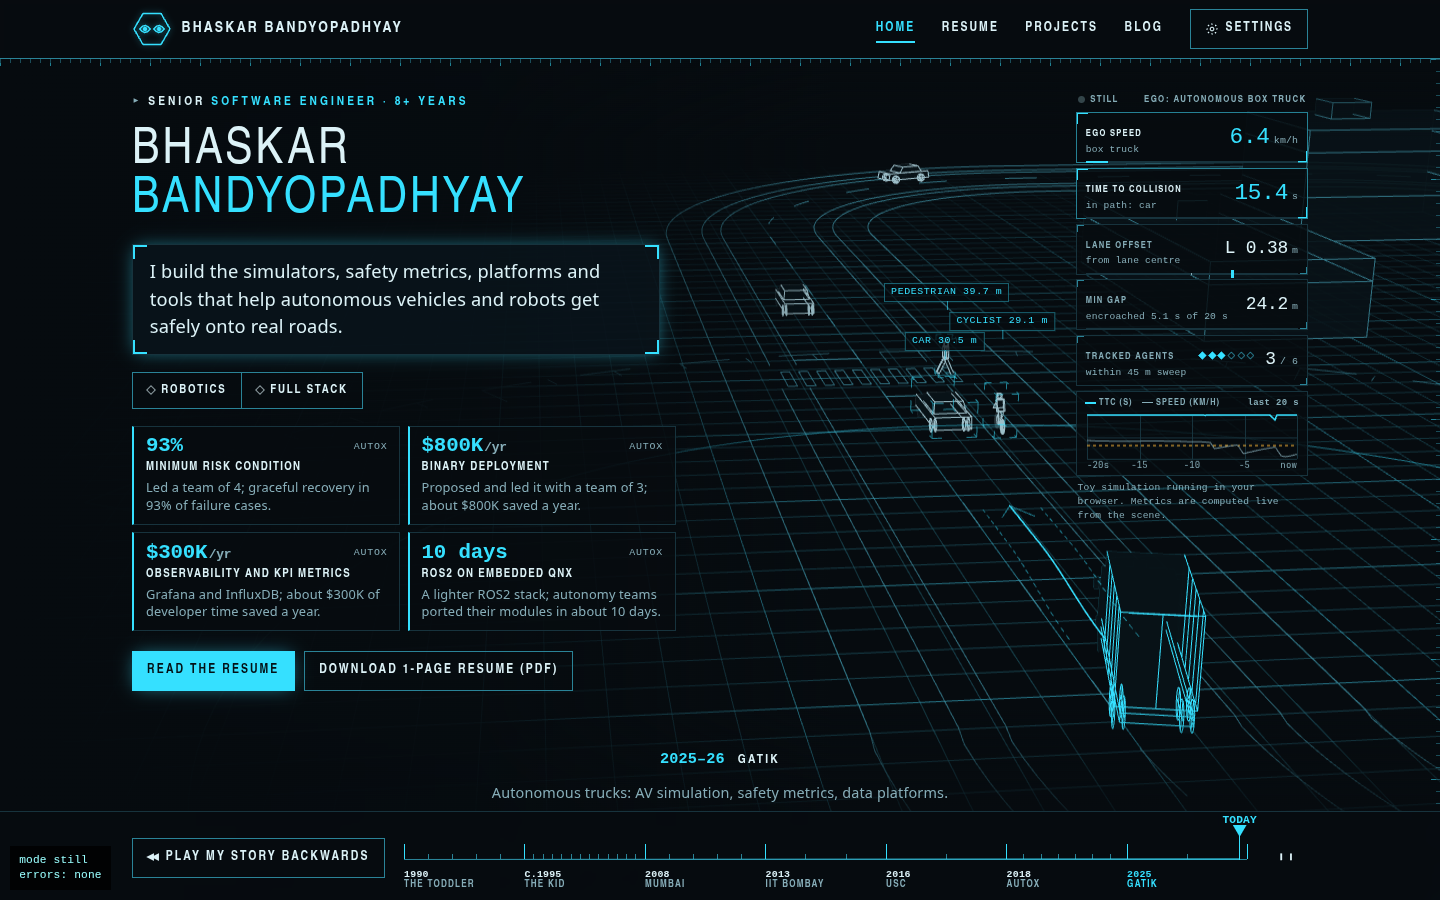 BHASKAR BANDYOPADHYAY
HOME RESUME PROJECTS BLOG SETTINGS
SENIOR SOFTWARE ENGINEER · 8+ YEARS
BHASKAR
BANDYOPADHYAY
I build the simulators, safety metrics, platforms and
tools that help autonomous vehicles and robots get
safely onto real roads.
ROBOTICS FULL STACK
93% AUTOX
MINIMUM RISK CONDITION
Led a team of 4; graceful recovery in
93% of failure cases.
$800K/yr AUTOX
BINARY DEPLOYMENT
Proposed and led it with a team of 3;
about $800K saved a year.
$300K/yr AUTOX
OBSERVABILITY AND KPI METRICS
Grafana and InfluxDB; about $300K of
developer time saved a year.
10 days AUTOX
ROS2 ON EMBEDDED QNX
A lighter ROS2 stack; autonomy teams
ported their modules in about 10 days.
READ THE RESUME DOWNLOAD 1-PAGE RESUME (PDF)
PEDESTRIAN 39.7 m
CYCLIST 29.1 m
CAR 30.5 m
STILL EGO: AUTONOMOUS BOX TRUCK
EGO SPEED 6.4 km/h
box truck
TIME TO COLLISION 15.4 s
in path: car
LANE OFFSET L 0.38 m
from lane centre
MIN GAP 24.2 m
encroached 5.1 s of 20 s
TRACKED AGENTS 3 / 6
within 45 m sweep
TTC (S) SPEED (KM/H) last 20 s
-20s -15 -10 -5 now
Toy simulation running in your
browser. Metrics are computed live
from the scene.
2025–26 GATIK
Autonomous trucks: AV simulation, safety metrics, data platforms.
mode still
errors: none
PLAY MY STORY BACKWARDS
TODAY
1990 C.1995 2008 2013 2016 2018 2025
THE TODDLER THE KID MUMBAI IIT BOMBAY USC AUTOX GATIK